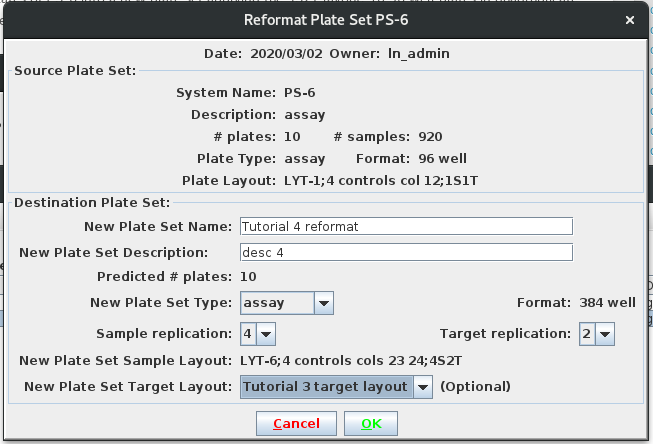 Reformat Plate Set PS-6
Date: 2020/03/02 Owner: ln_admin
Source Plate Set:
System Name: PS-6
Description: assay
# plates: 10 # samples: 920
Plate Type: assay Format: 96 well
Plate Layout: LYT-1;4 controls col 12;1S1T
Destination Plate Set:
New Plate Set Name: Tutorial 4 reformat
New Plate Set Description: desc 4
Predicted # plates: 10
New Plate Set Type: assay Format: 384 well
Sample replication: 4 Target replication: 2
New Plate Set Sample Layout: LYT-6;4 controls cols 23 24;4S2T
New Plate Set Target Layout: Tutorial 3 target layout (Optional)
Cancel OK